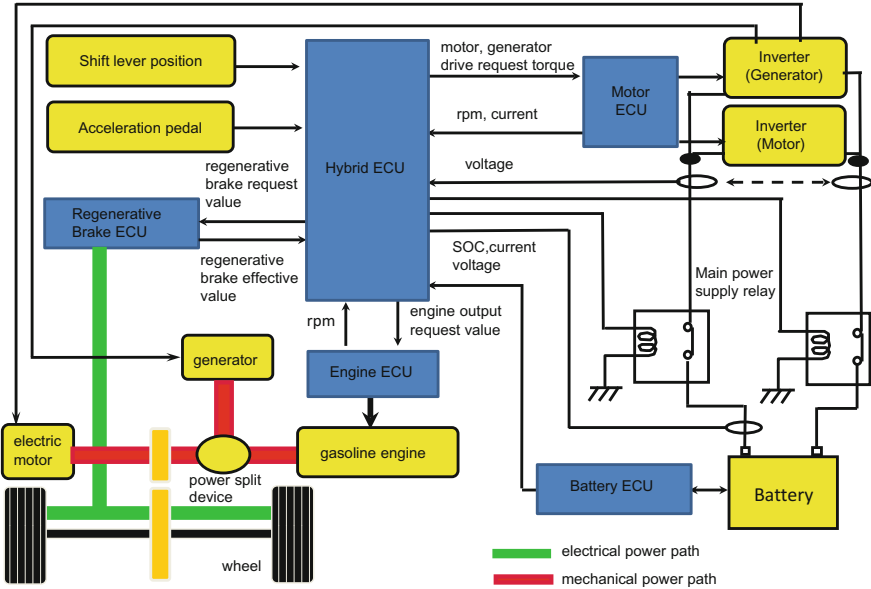 Shift lever position
Acceleration pedal
motor, generator
drive request torque
Motor
ECU
Inverter
(Generator)
Inverter
(Motor)
rpm, current
Hybrid ECU
voltage
regenerative
brake request
value
Regenerative
Brake ECU
regenerative
brake effective
value
SOC,current
voltage
Main power
supply relay
rpm
engine output
request value
generator
Engine ECU
electric
motor
power split
device
gasoline engine
Battery ECU
Battery
wheel
electrical power path
mechanical power path